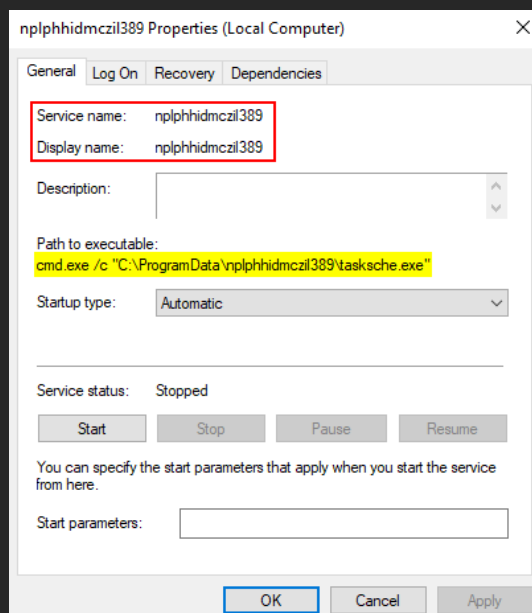 nplphhidmczil389 Properties (Local Computer)
General Log On Recovery Dependencies
Service name: nplphhidmczil389
Display name: nplphhidmczil389
Description:
Path to executable:
cmd.exe /c "C:\ProgramData\nplphhidmczil389\tasksche.exe"
Startup type: Automatic
Service status: Stopped
Start Stop Pause Resume
You can specify the start parameters that apply when you start the service
from here.
Start parameters:
OK Cancel Apply